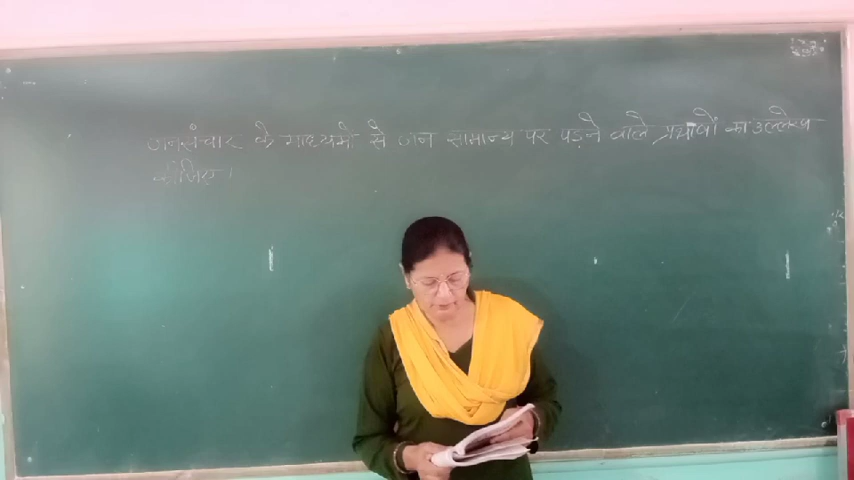 जनसंचार के माध्यमो से जन सामान्य पर पड़ने वाले प्रभावों का उल्लेख
कीजिए।